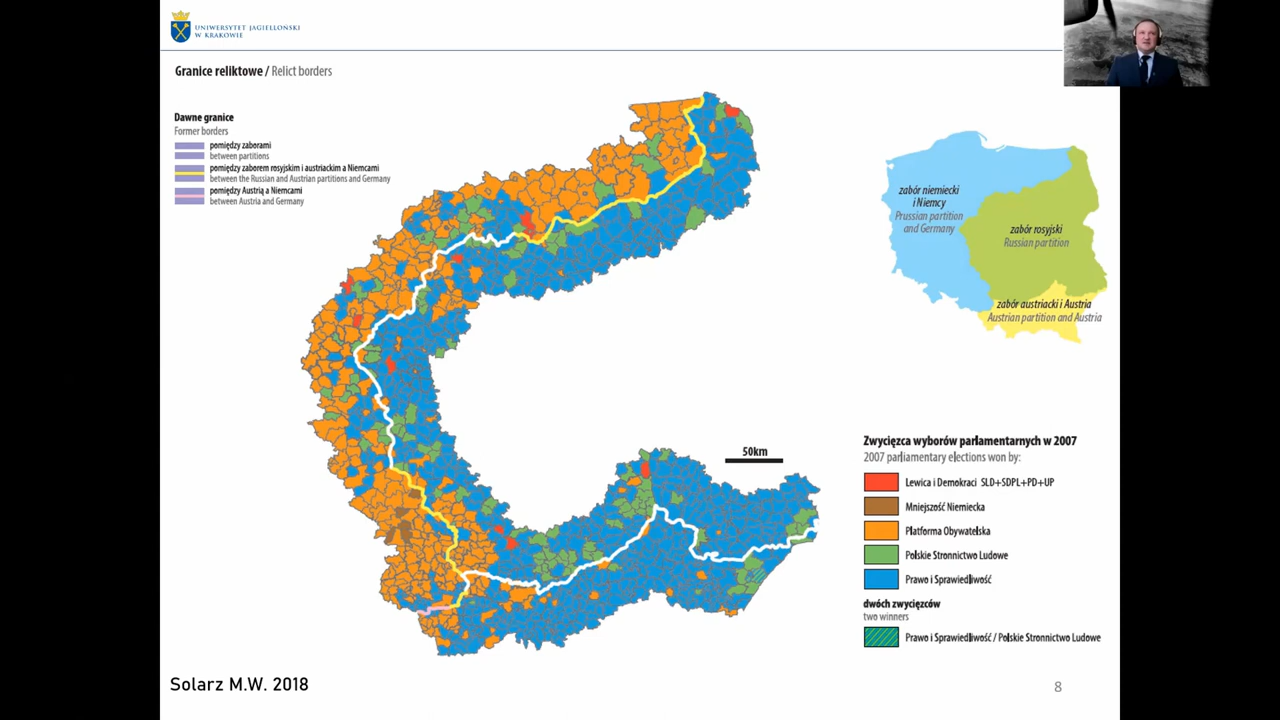 UNIWERSYTET JAGIELLOŃSKI
W KRAKOWIE
Granice reliktowe / Relict borders
Dawne granice
Former borders
pomiędzy zaborami
between partitions
pomiędzy zaborem rosyjskim i austriackim a Niemcami
between the Russian and Austrian partitions and Germany
pomiędzy Austrią a Niemcami
between Austria and Germany
zabór niemiecki
i Niemcy
Prussian partition
and Germany
zabór rosyjski
Russian partition
zabór austriacki i Austria
Austrian partition and Austria
50km
Zwycięzca wyborów parlamentarnych w 2007
2007 parliamentary elections won by:
Lewica i Demokraci SLD+SDPL+PD+UP
Mniejszość Niemiecka
Platforma Obywatelska
Polskie Stronnictwo Ludowe
Prawo i Sprawiedliwość
dwóch zwycięzców
two winners
Prawo i Sprawiedliwość / Polskie Stronnictwo Ludowe
Solarz M.W. 2018
8